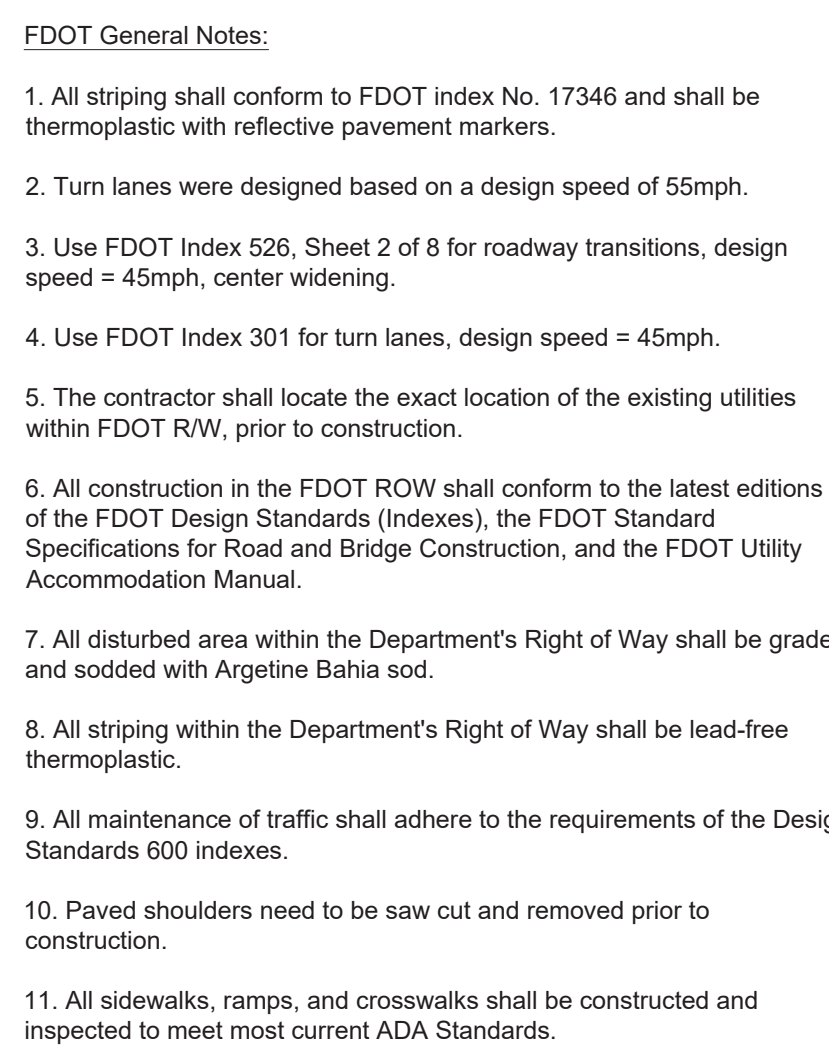 FDOT General Notes:
1. All striping shall conform to FDOT index No. 17346 and shall be
thermoplastic with reflective pavement markers.
2. Turn lanes were designed based on a design speed of 55mph.
3. Use FDOT Index 526, Sheet 2 of 8 for roadway transitions, design
speed = 45mph, center widening.
4. Use FDOT Index 301 for turn lanes, design speed = 45mph.
5. The contractor shall locate the exact location of the existing utilities
within FDOT R/W, prior to construction.
6. All construction in the FDOT ROW shall conform to the latest editions
of the FDOT Design Standards (Indexes), the FDOT Standard
Specifications for Road and Bridge Construction, and the FDOT Utility
Accommodation Manual.
7. All disturbed area within the Department's Right of Way shall be grade
and sodded with Argetine Bahia sod.
8. All striping within the Department's Right of Way shall be lead-free
thermoplastic.
9. All maintenance of traffic shall adhere to the requirements of the Desig
Standards 600 indexes.
10. Paved shoulders need to be saw cut and removed prior to
construction.
11. All sidewalks, ramps, and crosswalks shall be constructed and
inspected to meet most current ADA Standards.